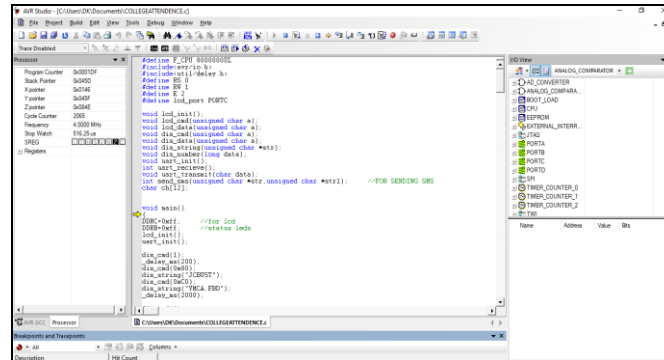 AVR Studio - [C:\Users\DK\Documents\COLLEGEATTENDENCE.c]
File Project Build Edit View Tools Debug Window Help
Trace Disabled
Processor
Program Counter 0x0001DF
Stack Pointer 0x045D
X pointer 0x0146
Y pointer 0x045F
Z pointer 0x084E
Cycle Counter 2065
Frequency 4.0000 MHz
Stop Watch 516.25 us
SREG
Registers
AVR GCC Processor
#define F_CPU 8000000UL
#include<avr/io.h>
#include<util/delay.h>
#define RS 0
#define RW 1
#define E 2
#define lcd_port PORTC
void lcd_init();
void lcd_cmd(unsigned char a);
void lcd_data(unsigned char a);
void dis_cmd(unsigned char a);
void dis_data(unsigned char a);
void dis_string(unsigned char *str);
void dis_number(long data);
void uart_init();
int uart_recieve();
void uart_transmit(char data);
int send_sms(unsigned char *str,unsigned char *str1); //FOR SENDING SMS
char ch[12];
void main()
{
DDRC=0xff; //for lcd
DDRB=0xff; //status leds
lcd_init();
uart_init();
dis_cmd(1);
_delay_ms(200);
dis_cmd(0x80);
dis_string("JCBUST");
dis_cmd(0xC0);
dis_string("YMCA,FBD");
_delay_ms(2000);
C:\Users\DK\Documents\COLLEGEATTENDENCE.c
I/O View
ANALOG_COMPARATOR
AD_CONVERTER
ANALOG_COMPARA...
BOOT_LOAD
CPU
EEPROM
EXTERNAL_INTERR...
JTAG
PORTA
PORTB
PORTC
PORTD
SPI
TIMER_COUNTER_0
TIMER_COUNTER_1
TIMER_COUNTER_2
TWI
Name Address Value Bits
Breakpoints and Tracepoints
All Columns
Description Hit Count